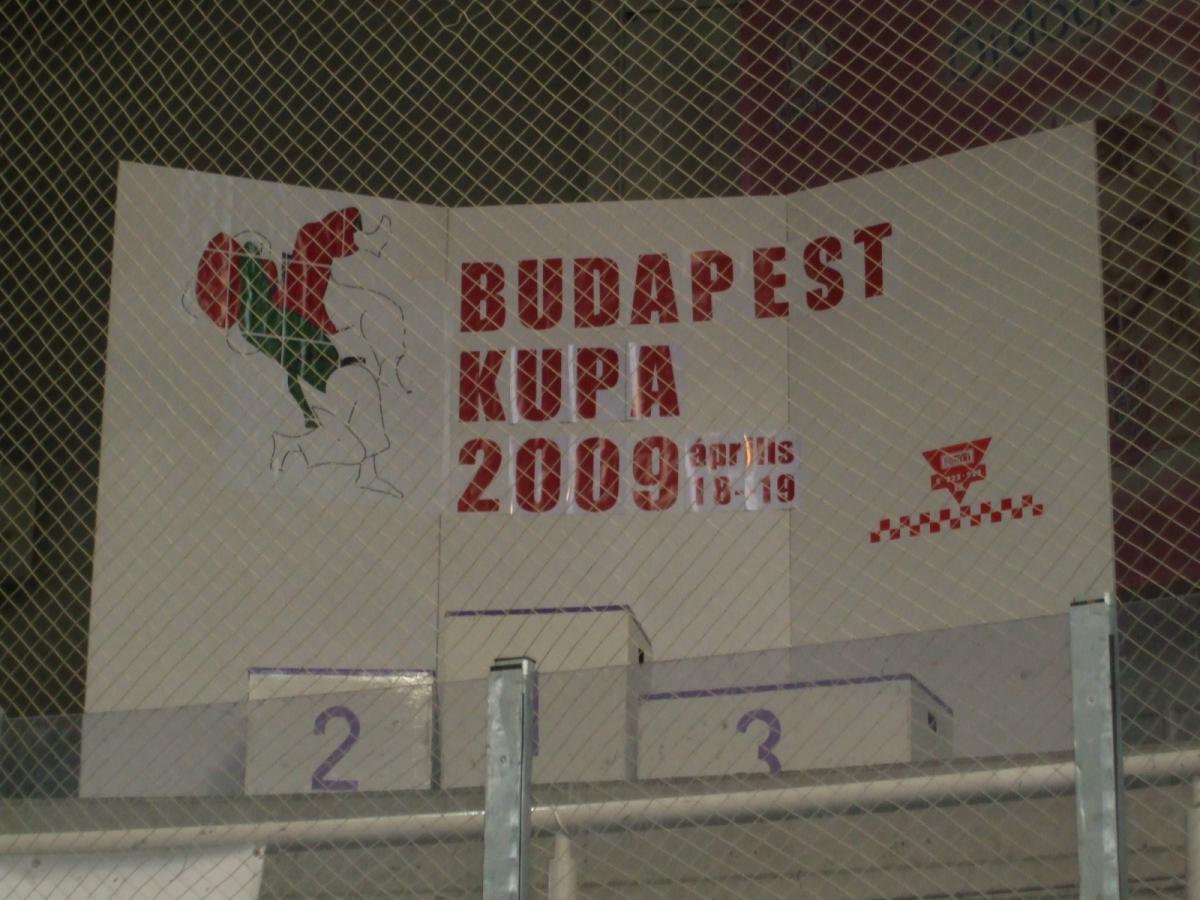 BUDAPEST
KUPA
2009 április
18-19
2
3